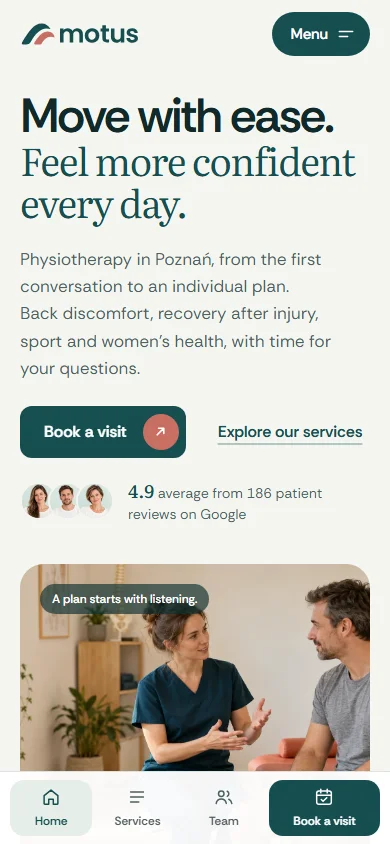 motus
Menu
Move with ease.
Feel more confident
every day.
Physiotherapy in Poznań, from the first
conversation to an individual plan.
Back discomfort, recovery after injury,
sport and women’s health, with time for
your questions.
Book a visit
Explore our services
4.9 average from 186 patient
reviews on Google
A plan starts with listening.
Home
Services
Team
Book a visit